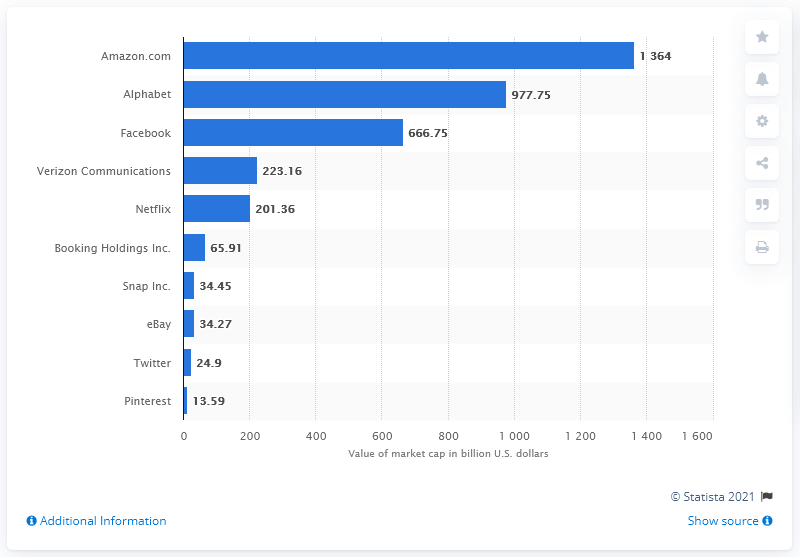 Amazon.com 1 364
Alphabet 977.75
Facebook 666.75
Verizon Communications 223.16
Netflix 201.36
Booking Holdings Inc. 65.91
Snap Inc. 34.45
eBay 34.27
Twitter 24.9
Pinterest 13.59
0 200 400 600 800 1 000 1 200 1 400 1 600
Value of market cap in billion U.S. dollars
© Statista 2021
Additional Information Show source